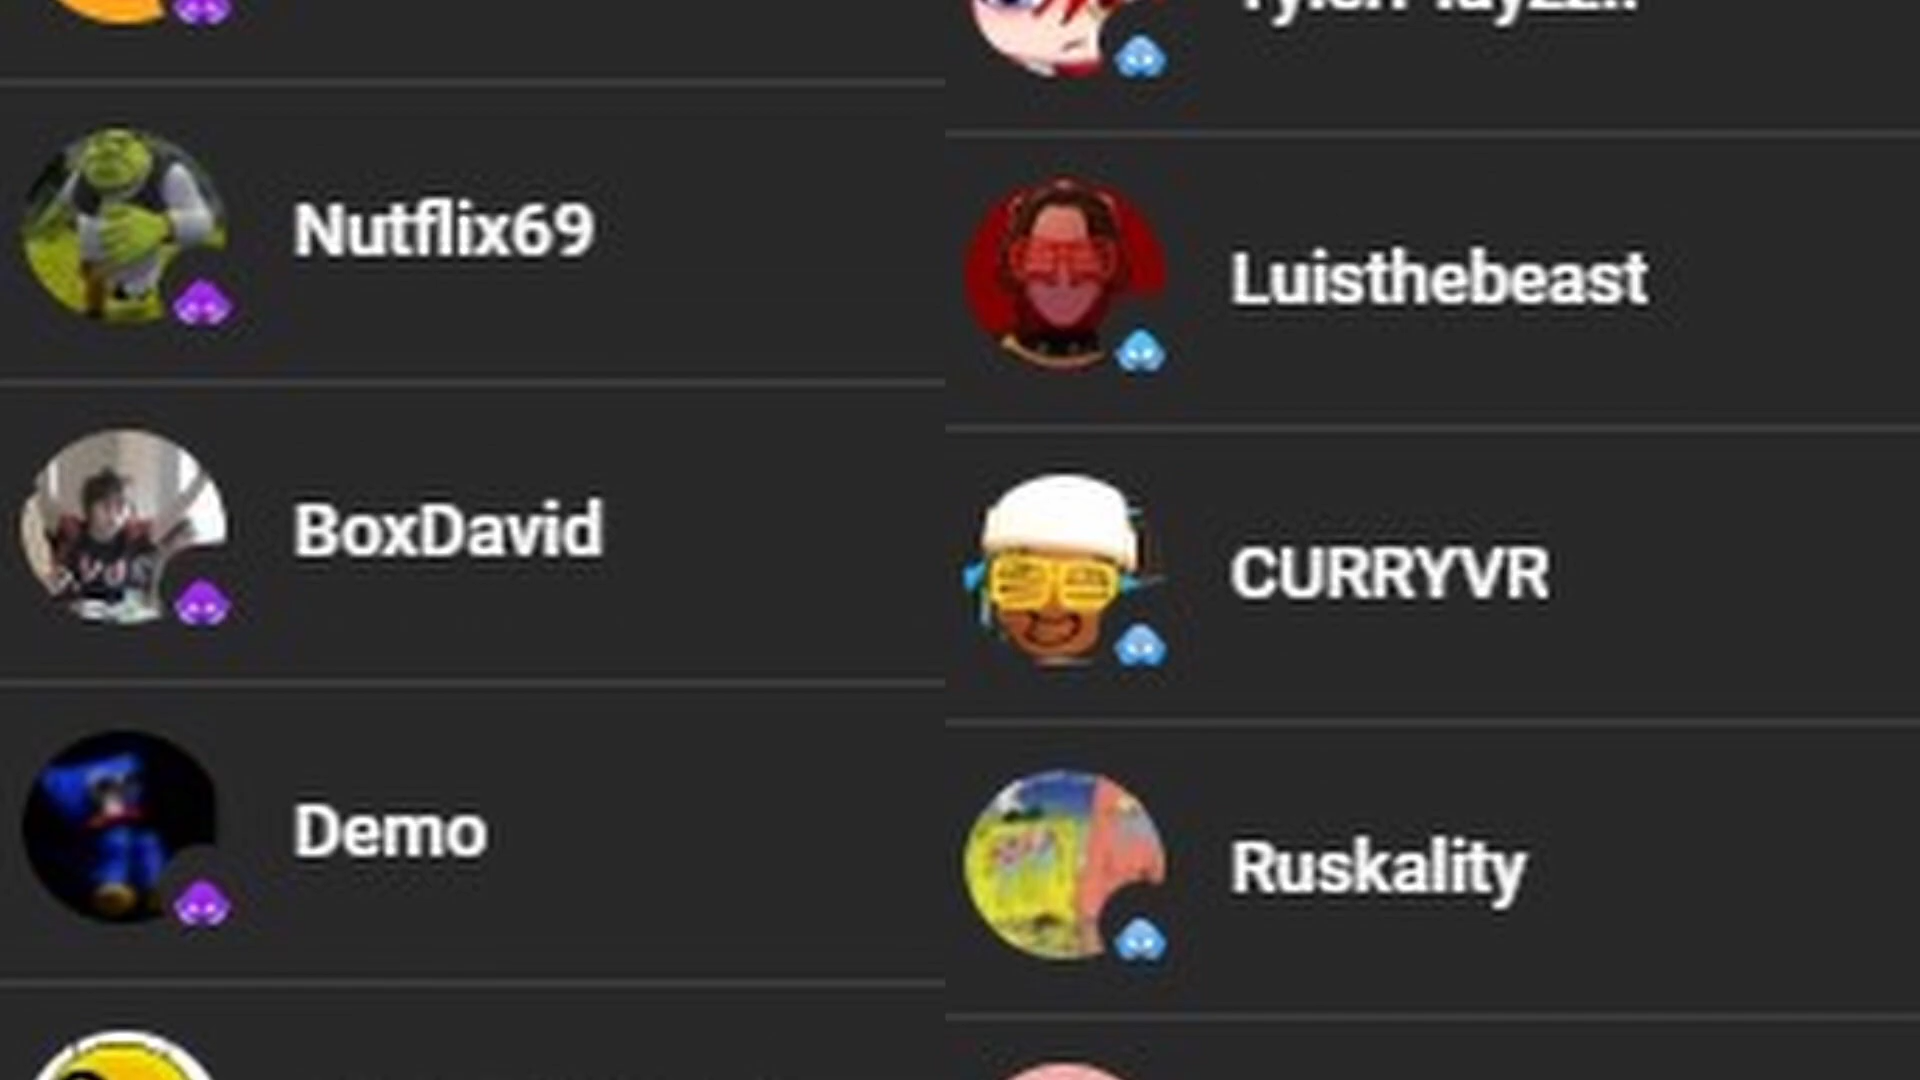 Nutflix69
BoxDavid
Demo
Luisthebeast
CURRYVR
Ruskality